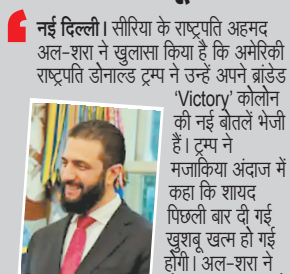 नई दिल्ली। सीरिया के राष्ट्रपति अहमद
अल-शरा ने खुलासा किया है कि अमेरिकी
राष्ट्रपति डोनाल्ड ट्रम्प ने उन्हें अपने ब्रांडेड
'Victory' कोलोन
की नई बोतलें भेजी
हैं। ट्रम्प ने
मजाकिया अंदाज में
कहा कि शायद
पिछली बार दी गई
खुशबू खत्म हो गई
होगी। अल-शरा ने